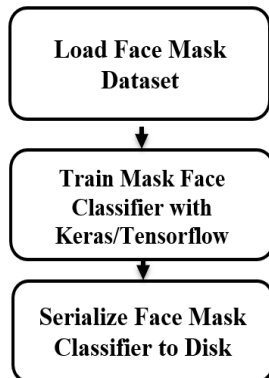 Load Face Mask
Dataset
Train Mask Face
Classifier with
Keras/Tensorflow
Serialize Face Mask
Classifier to Disk